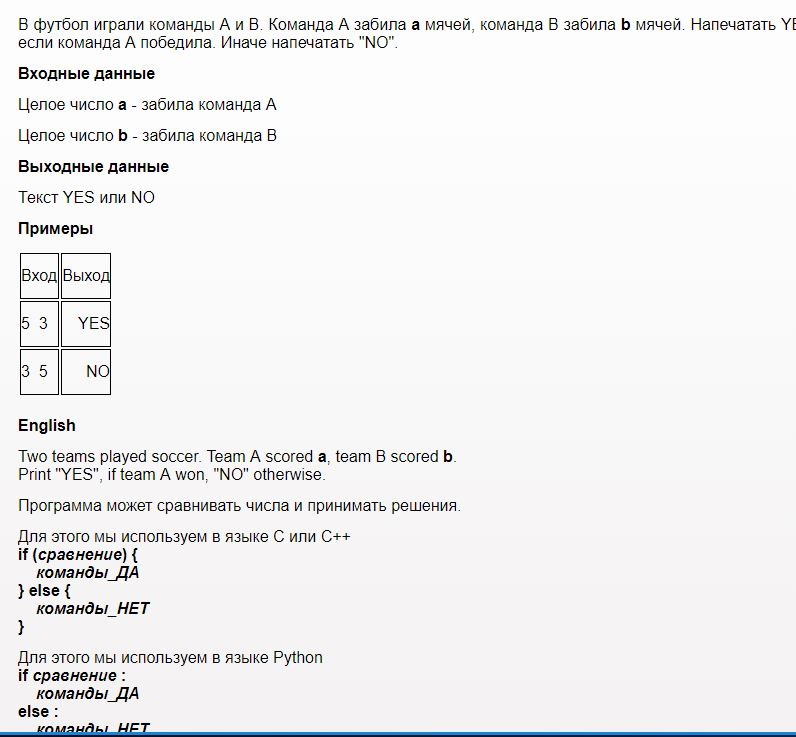 В футбол играли команды A и B. Команда A забила a мячей, команда B забила b мячей. Напечатать
если команда A победила. Иначе напечатать "NO".
Входные данные
Целое число a - забила команда A
Целое число b - забила команда B
Выходные данные
Текст YES или NO
Примеры
Вход Выход
5 3 YES
3 5 NO
English
Two teams played soccer. Team A scored a, team B scored b.
Print "YES", if team A won, "NO" otherwise.
Программа может сравнивать числа и принимать решения.
Для этого мы используем в языке C или C++
if (сравнение) {
команды_ДА
} else {
команды_НЕТ
}
Для этого мы используем в языке Python
if сравнение :
команды_ДА
else :
команды_НЕТ